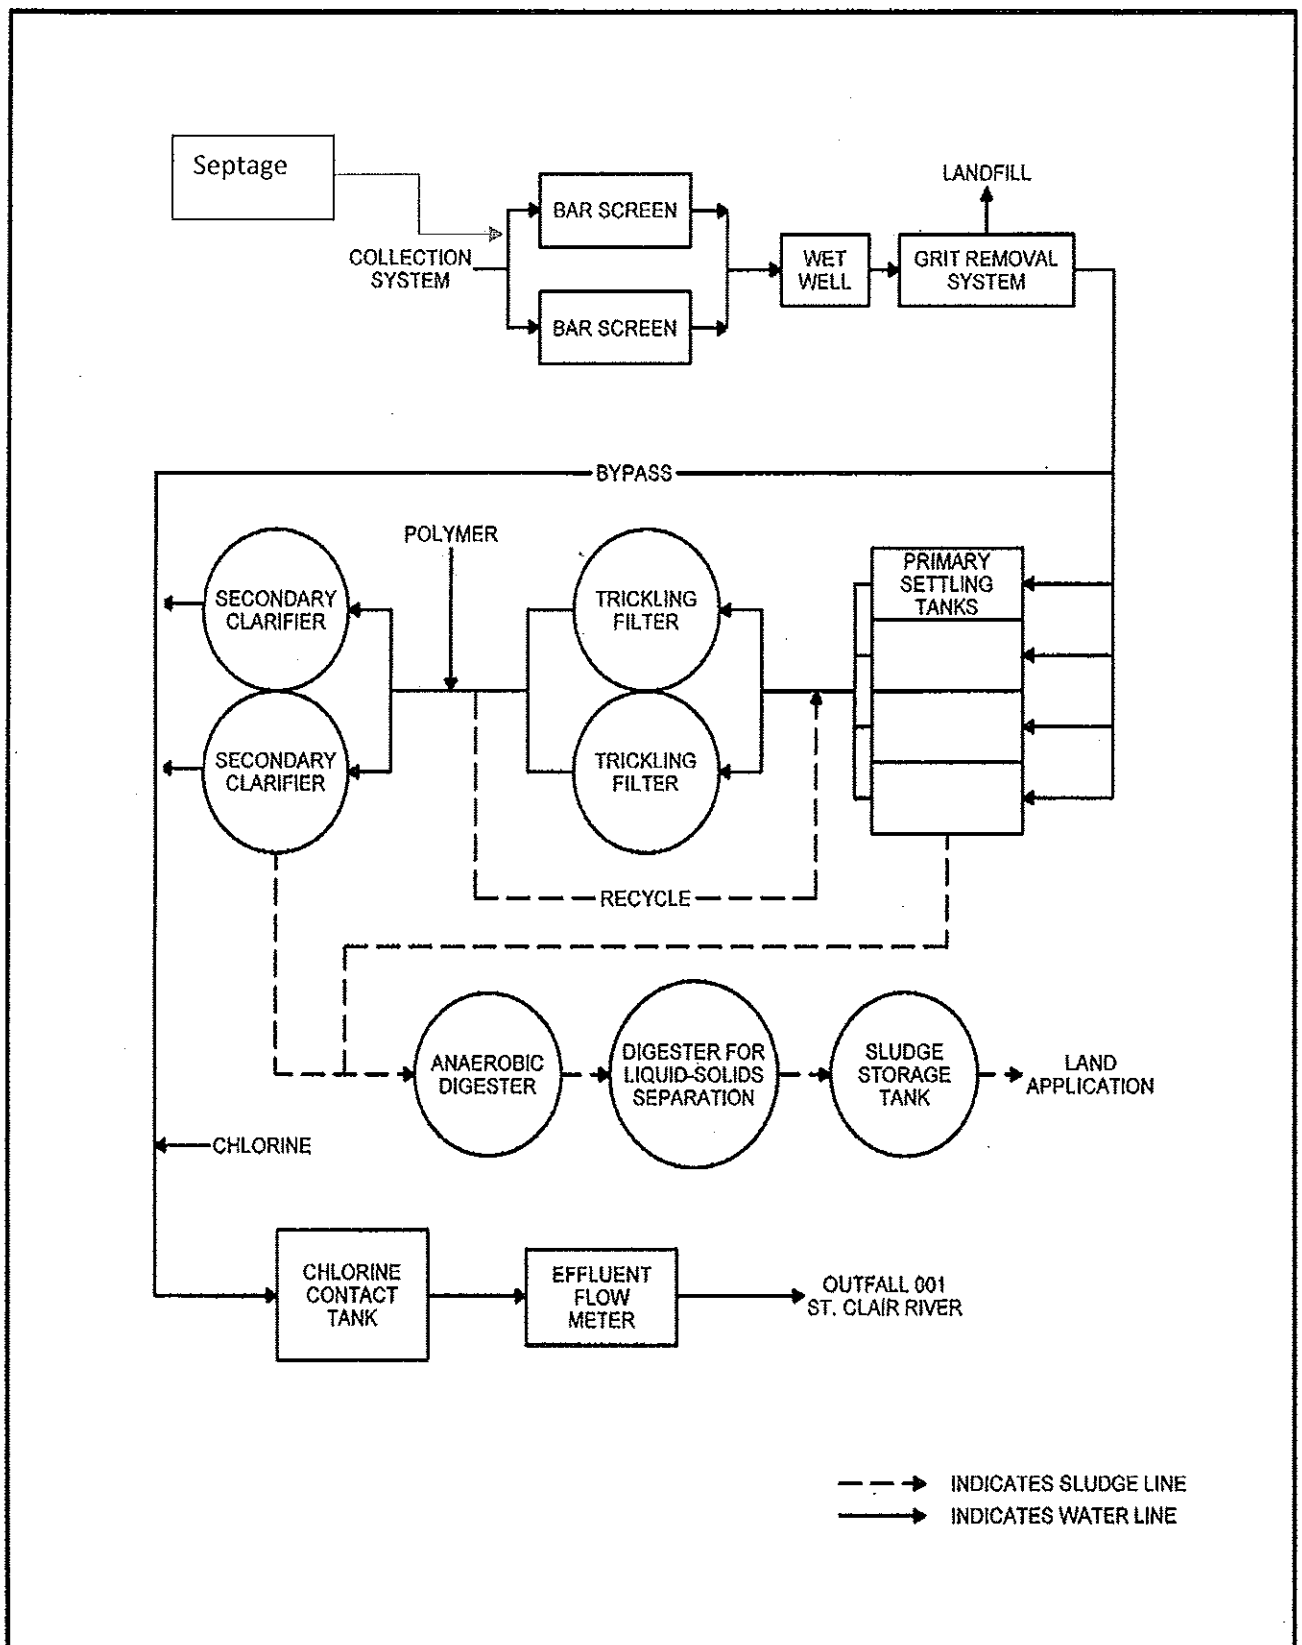 Septage
LANDFILL
BAR SCREEN
COLLECTION
SYSTEM
WET
WELL
GRIT REMOVAL
SYSTEM
BAR SCREEN
BYPASS
POLYMER
SECONDARY
CLARIFIER
TRICKLING
FILTER
PRIMARY
SETTLING
TANKS
SECONDARY
CLARIFIER
TRICKLING
FILTER
RECYCLE
ANAEROBIC
DIGESTER
DIGESTER FOR
LIQUID-SOLIDS
SEPARATION
SLUDGE
STORAGE
TANK
LAND
APPLICATION
CHLORINE
CHLORINE
CONTACT
TANK
EFFLUENT
FLOW
METER
OUTFALL 001
ST. CLAIR RIVER
INDICATES SLUDGE LINE
INDICATES WATER LINE